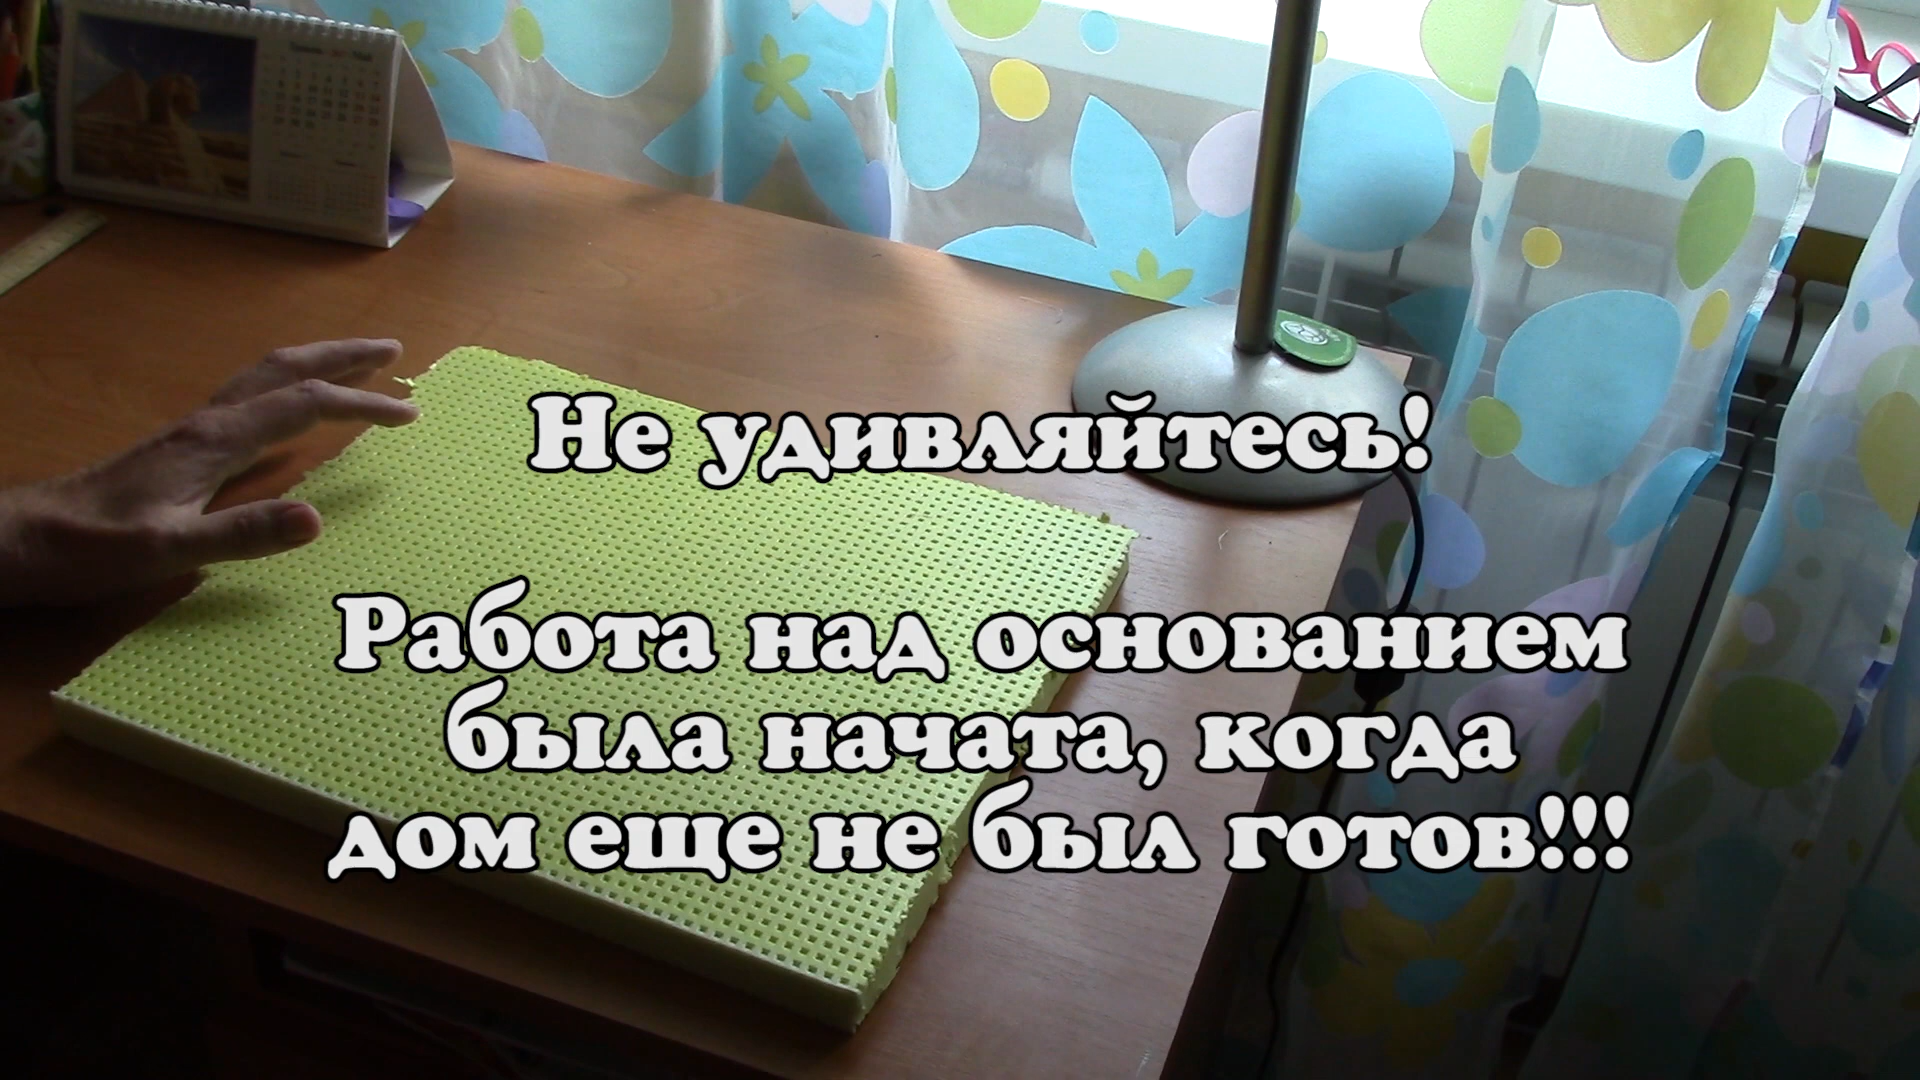 Не удивляйтесь!
Работа над основанием
была начата, когда
дом еще не был готов!!!